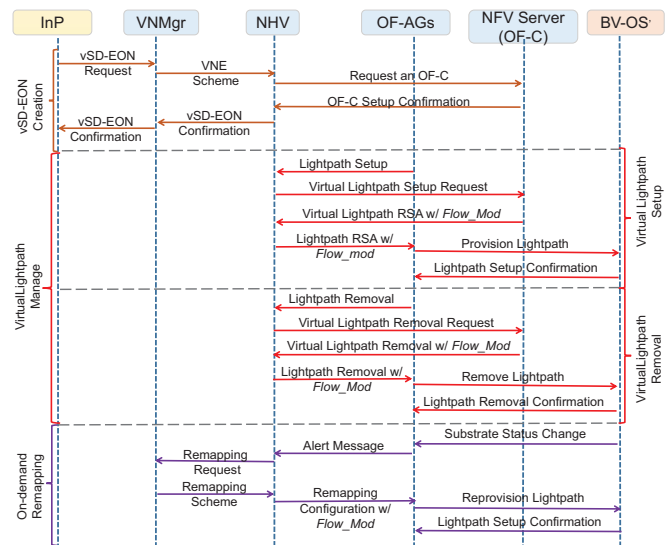 InP
VNMgr
NHV
OF-AGs
NFV Server
(OF-C)
BV-OS
vSD-EON
Creation
vSD-EON
Request
VNE
Scheme
Request an OF-C
OF-C Setup Confirmation
vSD-EON
Confirmation
vSD-EON
Confirmation
VirtualLightpath
Manage
Virtual Lightpath
Setup
Lightpath Setup
Virtual Lightpath Setup Request
Virtual Lightpath RSA w/ Flow_Mod
Lightpath RSA w/
Flow_mod
Provision Lightpath
Lightpath Setup Confirmation
VirtualLightpath
Removal
Lightpath Removal
Virtual Lightpath Removal Request
Virtual Lightpath Removal w/ Flow_Mod
Lightpath Removal w/
Flow_Mod
Remove Lightpath
Lightpath Removal Confirmation
On-demand
Remapping
Substrate Status Change
Alert Message
Remapping
Request
Remapping
Scheme
Remapping
Configuration w/
Flow_Mod
Reprovision Lightpath
Lightpath Setup Confirmation